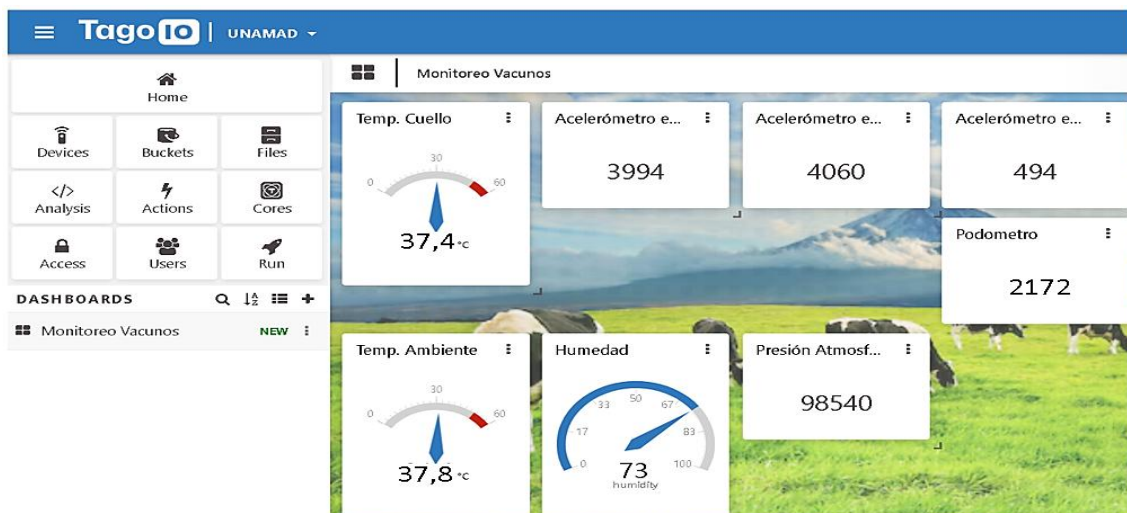 Tago IO | UNAMAD
Home
Devices
Buckets
Files
Analysis
Actions
Cores
Access
Users
Run
DASHBOARDS
Monitoreo Vacunos NEW
Monitoreo Vacunos
Temp. Cuello
0 30 60
37,4 °C
Acelerómetro e...
3994
Acelerómetro e...
4060
Acelerómetro e...
494
Podometro
2172
Temp. Ambiente
0 30 60
37,8 °C
Humedad
0 17 33 50 67 83 100
73
humidity
Presión Atmosf...
98540